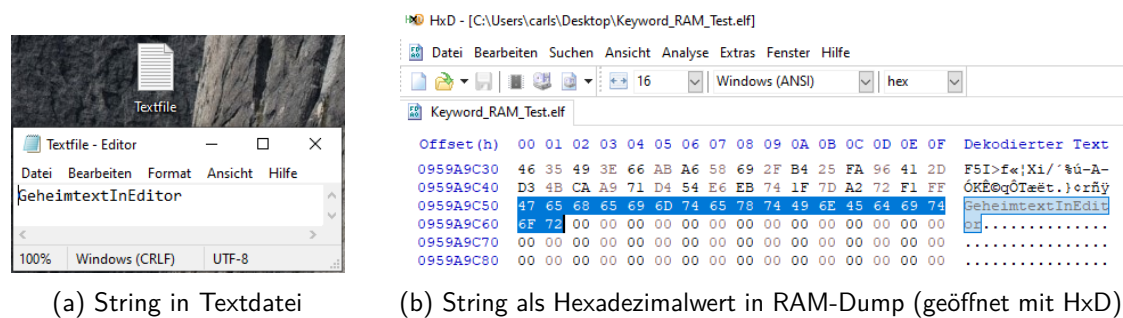 Textfile
Textfile - Editor
Datei Bearbeiten Format Ansicht Hilfe
GeheimtextInEditor
100% Windows (CRLF) UTF-8
(a) String in Textdatei
HxD - [C:\Users\carls\Desktop\Keyword_RAM_Test.elf]
Datei Bearbeiten Suchen Ansicht Analyse Extras Fenster Hilfe
16 Windows (ANSI) hex
Keyword_RAM_Test.elf
Offset(h) 00 01 02 03 04 05 06 07 08 09 0A 0B 0C 0D 0E 0F Dekodierter Text
0959A9C30 46 35 49 3E 66 AB A6 58 69 2F B4 25 FA 96 41 2D F5I>f«¦Xi/´%ú–A-
0959A9C40 D3 4B CA A9 71 D4 54 E6 EB 74 1F 7D A2 72 F1 FF ÓKÊ©qÔTæët.}¢rñÿ
0959A9C50 47 65 68 65 69 6D 74 65 78 74 49 6E 45 64 69 74 GeheimtextInEdit
0959A9C60 6F 72 00 00 00 00 00 00 00 00 00 00 00 00 00 00 or..............
0959A9C70 00 00 00 00 00 00 00 00 00 00 00 00 00 00 00 00 ................
0959A9C80 00 00 00 00 00 00 00 00 00 00 00 00 00 00 00 00 ................
(b) String als Hexadezimalwert in RAM-Dump (geöffnet mit HxD)